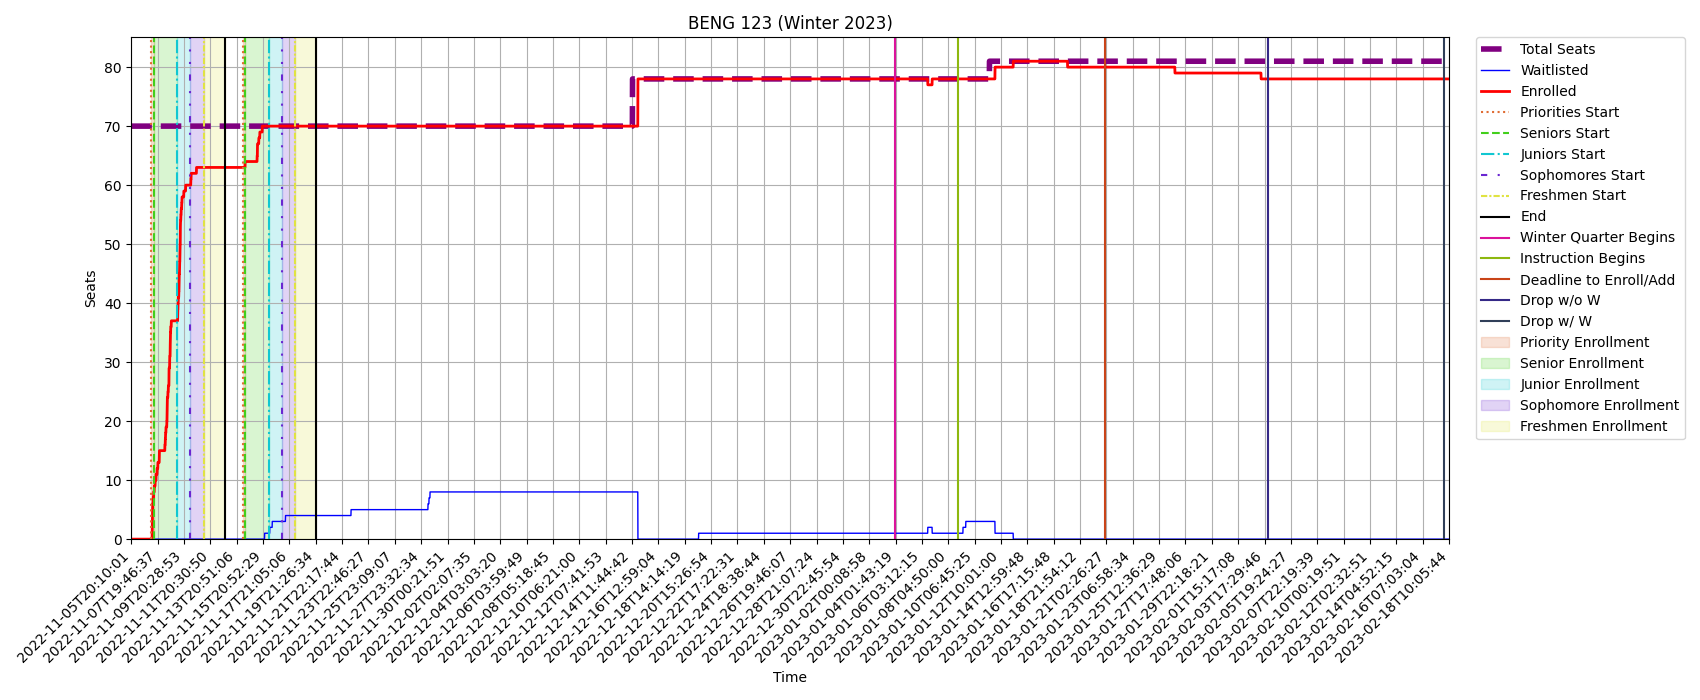 BENG 123 (Winter 2023)
Seats
80
70
60
50
40
30
20
10
0
2022-11-05T20:10:01
2022-11-07T19:46:37
2022-11-09T20:28:53
2022-11-11T20:30:50
2022-11-13T20:51:06
2022-11-15T20:52:29
2022-11-17T21:05:06
2022-11-19T21:26:34
2022-11-21T22:17:44
2022-11-23T22:46:27
2022-11-25T23:09:07
2022-11-27T23:32:34
2022-11-30T00:21:51
2022-12-02T02:07:35
2022-12-04T03:03:20
2022-12-06T03:59:49
2022-12-08T05:18:45
2022-12-10T06:21:00
2022-12-12T07:41:53
2022-12-14T11:44:42
2022-12-16T12:59:04
2022-12-18T14:14:19
2022-12-20T15:26:54
2022-12-22T17:22:31
2022-12-24T18:38:44
2022-12-26T19:46:07
2022-12-28T21:07:24
2022-12-30T22:45:54
2023-01-02T00:08:58
2023-01-04T01:43:19
2023-01-06T03:12:15
2023-01-08T04:50:00
2023-01-10T06:45:25
2023-01-12T10:01:00
2023-01-14T12:59:48
2023-01-16T17:15:48
2023-01-18T21:54:12
2023-01-21T02:26:27
2023-01-23T06:58:34
2023-01-25T12:36:29
2023-01-27T17:48:06
2023-01-29T22:18:21
2023-02-01T15:17:08
2023-02-03T17:29:46
2023-02-05T19:24:27
2023-02-07T22:19:39
2023-02-10T00:19:51
2023-02-12T02:32:51
2023-02-14T04:52:15
2023-02-16T07:03:04
2023-02-18T10:05:44
Time
Total Seats
Waitlisted
Enrolled
Priorities Start
Seniors Start
Juniors Start
Sophomores Start
Freshmen Start
End
Winter Quarter Begins
Instruction Begins
Deadline to Enroll/Add
Drop w/o W
Drop w/ W
Priority Enrollment
Senior Enrollment
Junior Enrollment
Sophomore Enrollment
Freshmen Enrollment